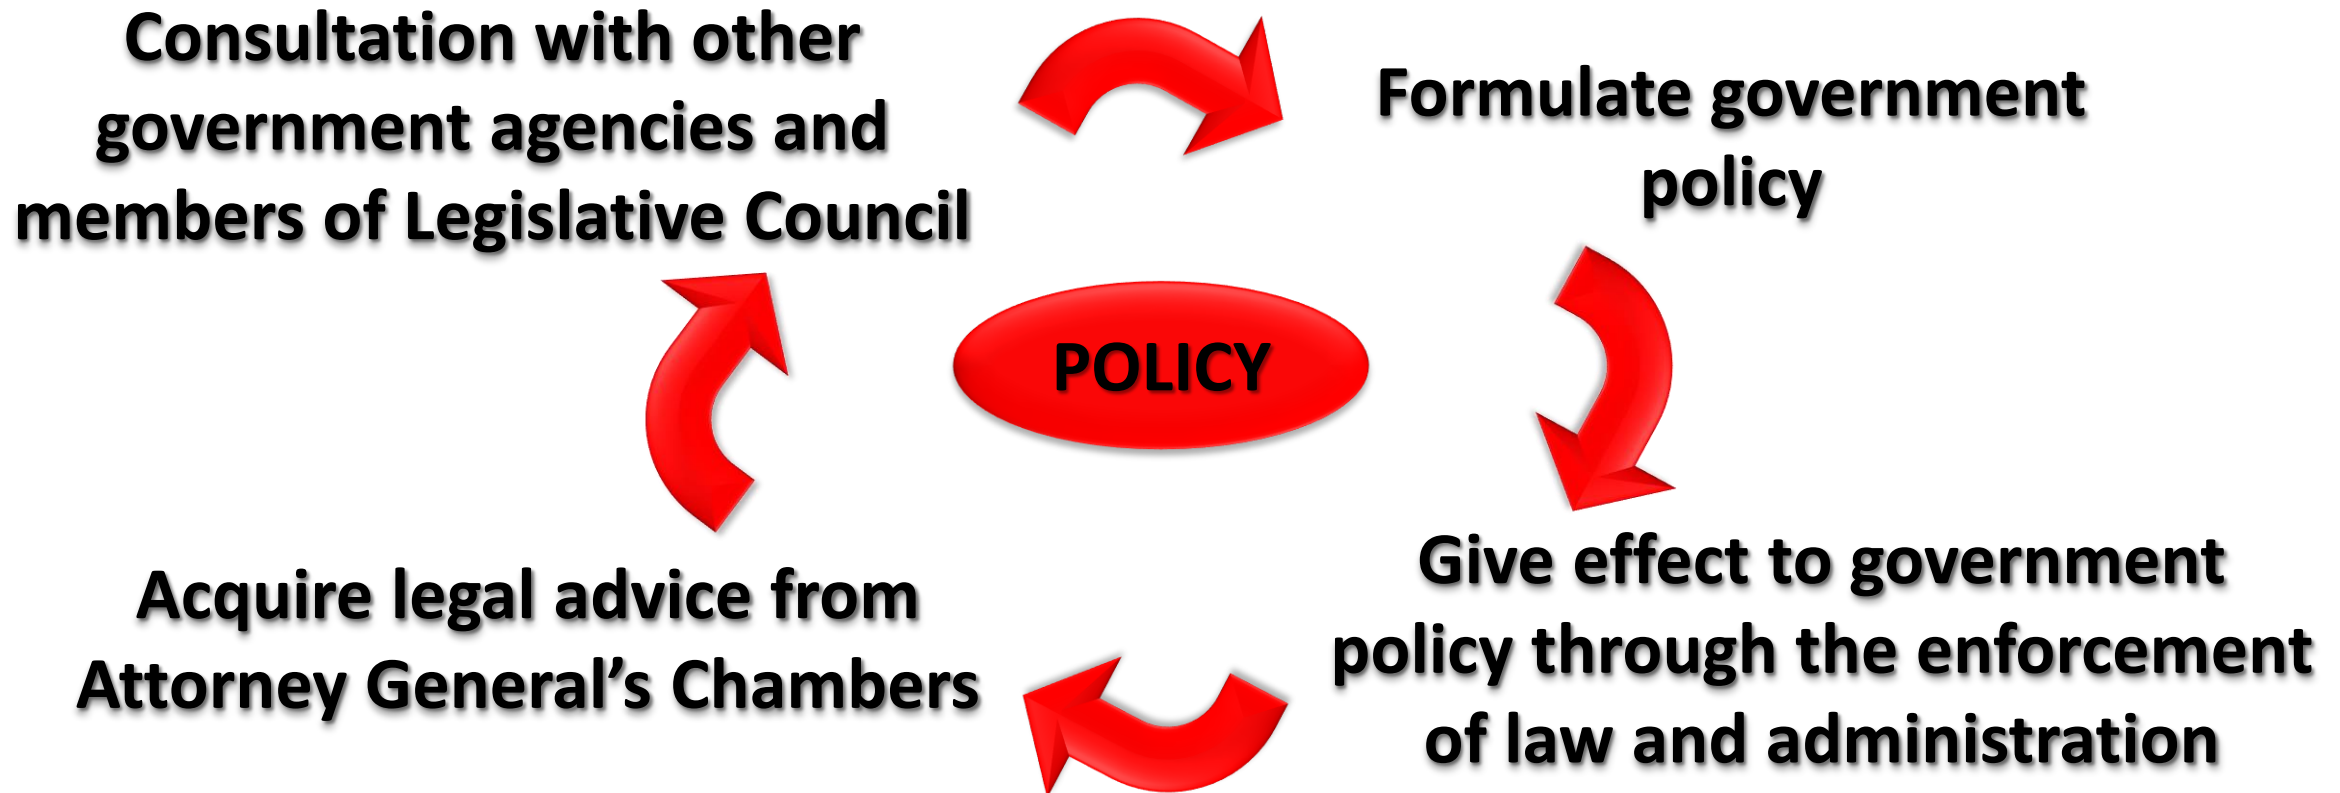 Consultation with other
government agencies and
members of Legislative Council
Formulate government
policy
POLICY
Give effect to government
policy through the enforcement
of law and administration
Acquire legal advice from
Attorney General’s Chambers